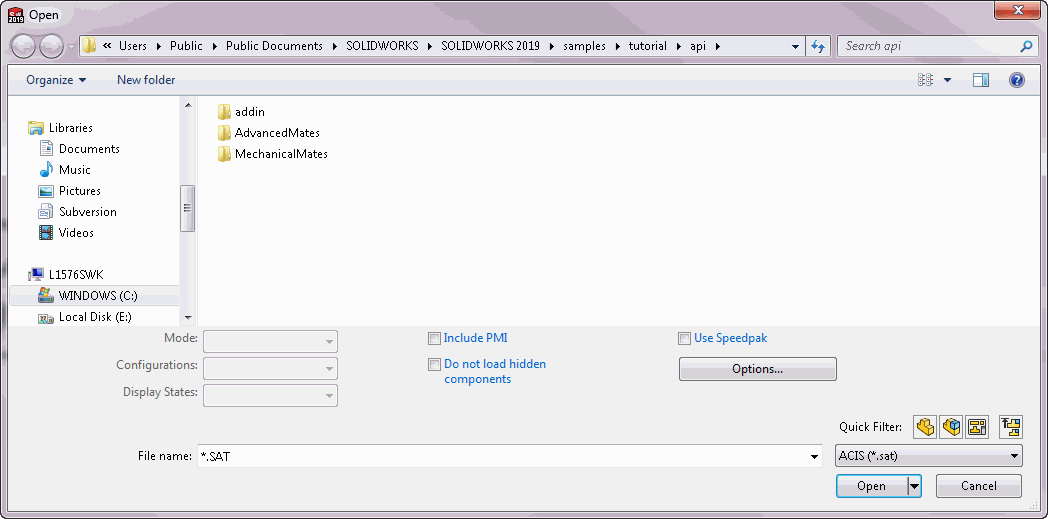 SW 2019 Open
« Users Public Public Documents SOLIDWORKS SOLIDWORKS 2019 samples tutorial api Search api
Organize New folder
Libraries
Documents
Music
Pictures
Subversion
Videos
L1576SWK
WINDOWS (C:)
Local Disk (E:)
addin
AdvancedMates
MechanicalMates
Mode:
Configurations:
Display States:
Include PMI
Do not load hidden
components
Use Speedpak
Options...
Quick Filter:
File name: *.SAT ACIS (*.sat)
Open Cancel